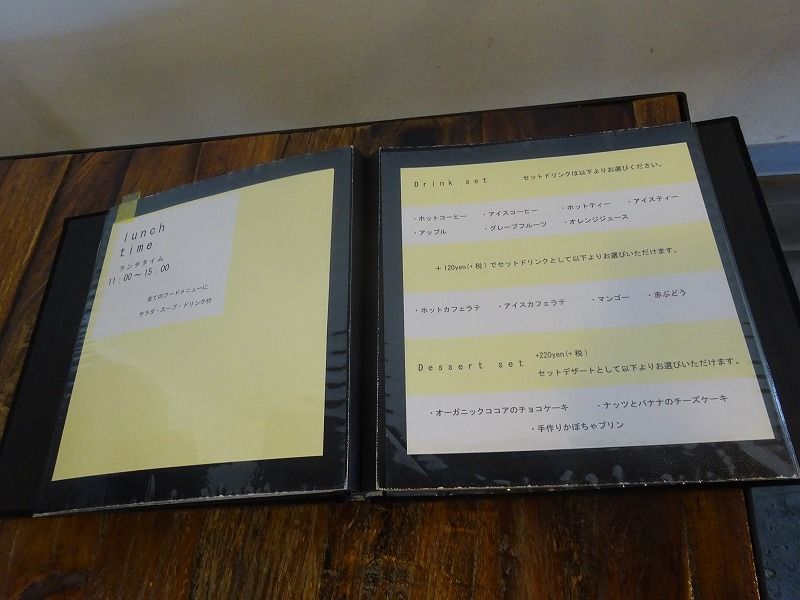 lunch
time
ランチタイム
11：00～15：00
全てのフードメニューに
サラダ・スープ・ドリンク付
Drink set セットドリンクは以下よりお選びください。
・ホットコーヒー ・アイスコーヒー ・ホットティー ・アイスティー
・アップル ・グレープフルーツ ・オレンジジュース
＋120yen(+税)でセットドリンクとして以下よりお選びいただけます。
・ホットカフェラテ ・アイスカフェラテ ・マンゴー ・赤ぶどう
Dessert set +220yen(+税)
セットデザートとして以下よりお選びいただけます。
・オーガニックココアのチョコケーキ ・ナッツとバナナのチーズケーキ
・手作りかぼちゃプリン